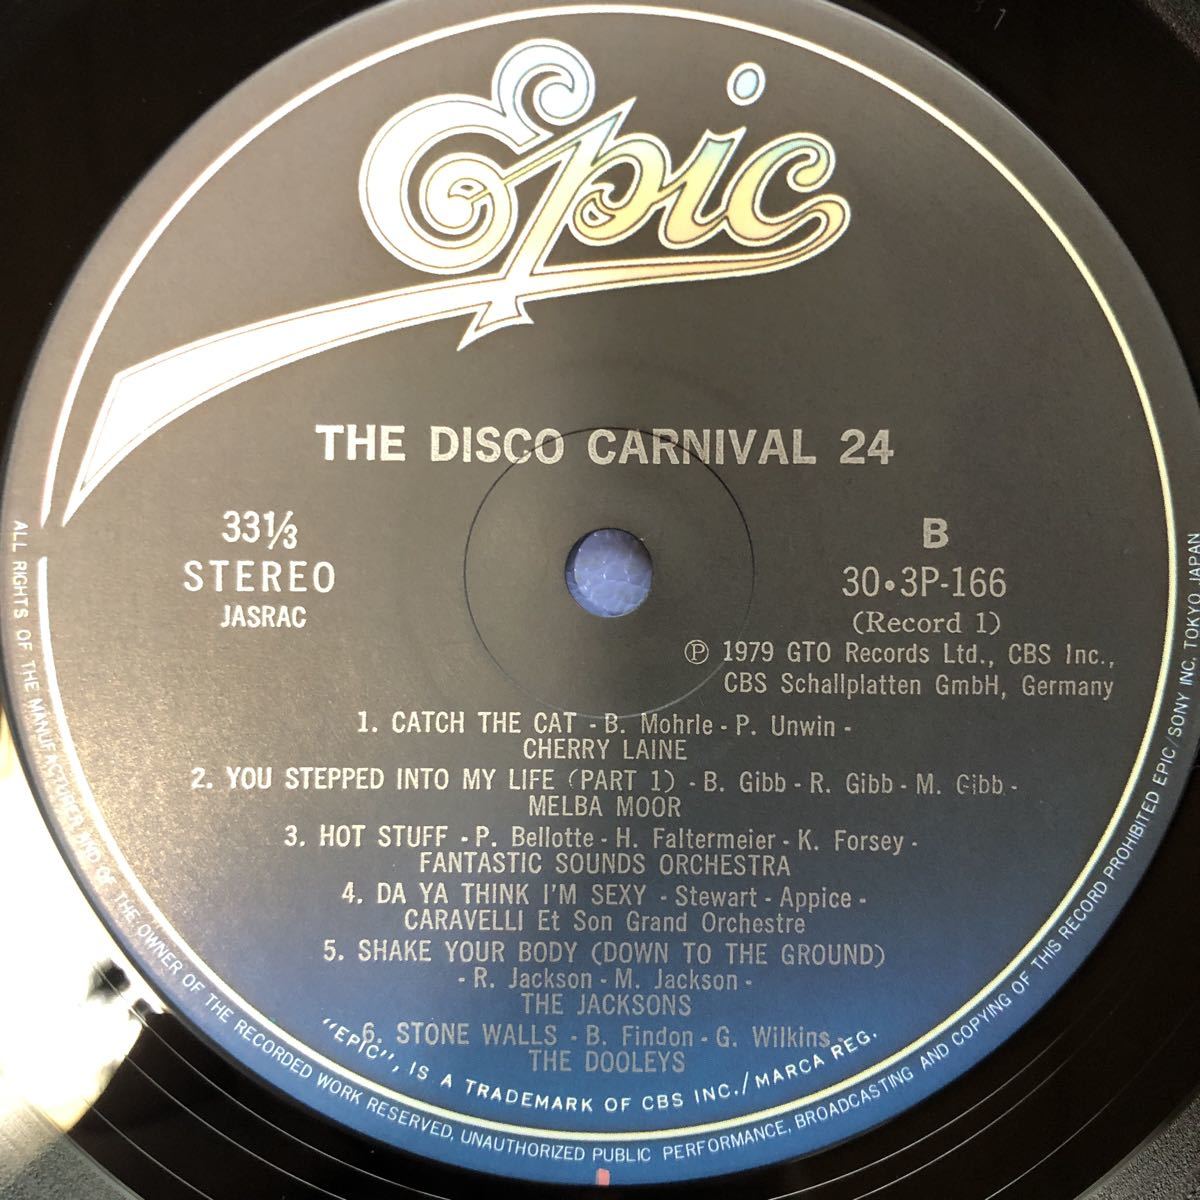 Epic
THE DISCO CARNIVAL 24
33⅓
STEREO
JASRAC
B
30•3P-166
(Record 1)
Ⓟ 1979 GTO Records Ltd., CBS Inc.,
CBS Schallplatten GmbH, Germany
1. CATCH THE CAT - B. Mohrle - P. Unwin -
CHERRY LAINE
2. YOU STEPPED INTO MY LIFE (PART 1) - B. Gibb - R. Gibb - M. Gibb -
MELBA MOOR
3. HOT STUFF - P. Bellotte - H. Faltermeier - K. Forsey -
FANTASTIC SOUNDS ORCHESTRA
4. DA YA THINK I'M SEXY - Stewart - Appice -
CARAVELLI Et Son Grand Orchestre
5. SHAKE YOUR BODY (DOWN TO THE GROUND)
- R. Jackson - M. Jackson -
THE JACKSONS
6. STONE WALLS - B. Findon - G. Wilkins -
THE DOOLEYS
"EPIC", IS A TRADEMARK OF CBS INC./MARCA REG.
ALL RIGHTS OF THE MANUFACTURER AND OF THE OWNER OF THE RECORDED WORK RESERVED, UNAUTHORIZED PUBLIC PERFORMANCE, BROADCASTING AND COPYING OF THIS RECORD PROHIBITED EPIC/SONY INC. TOKYO JAPAN